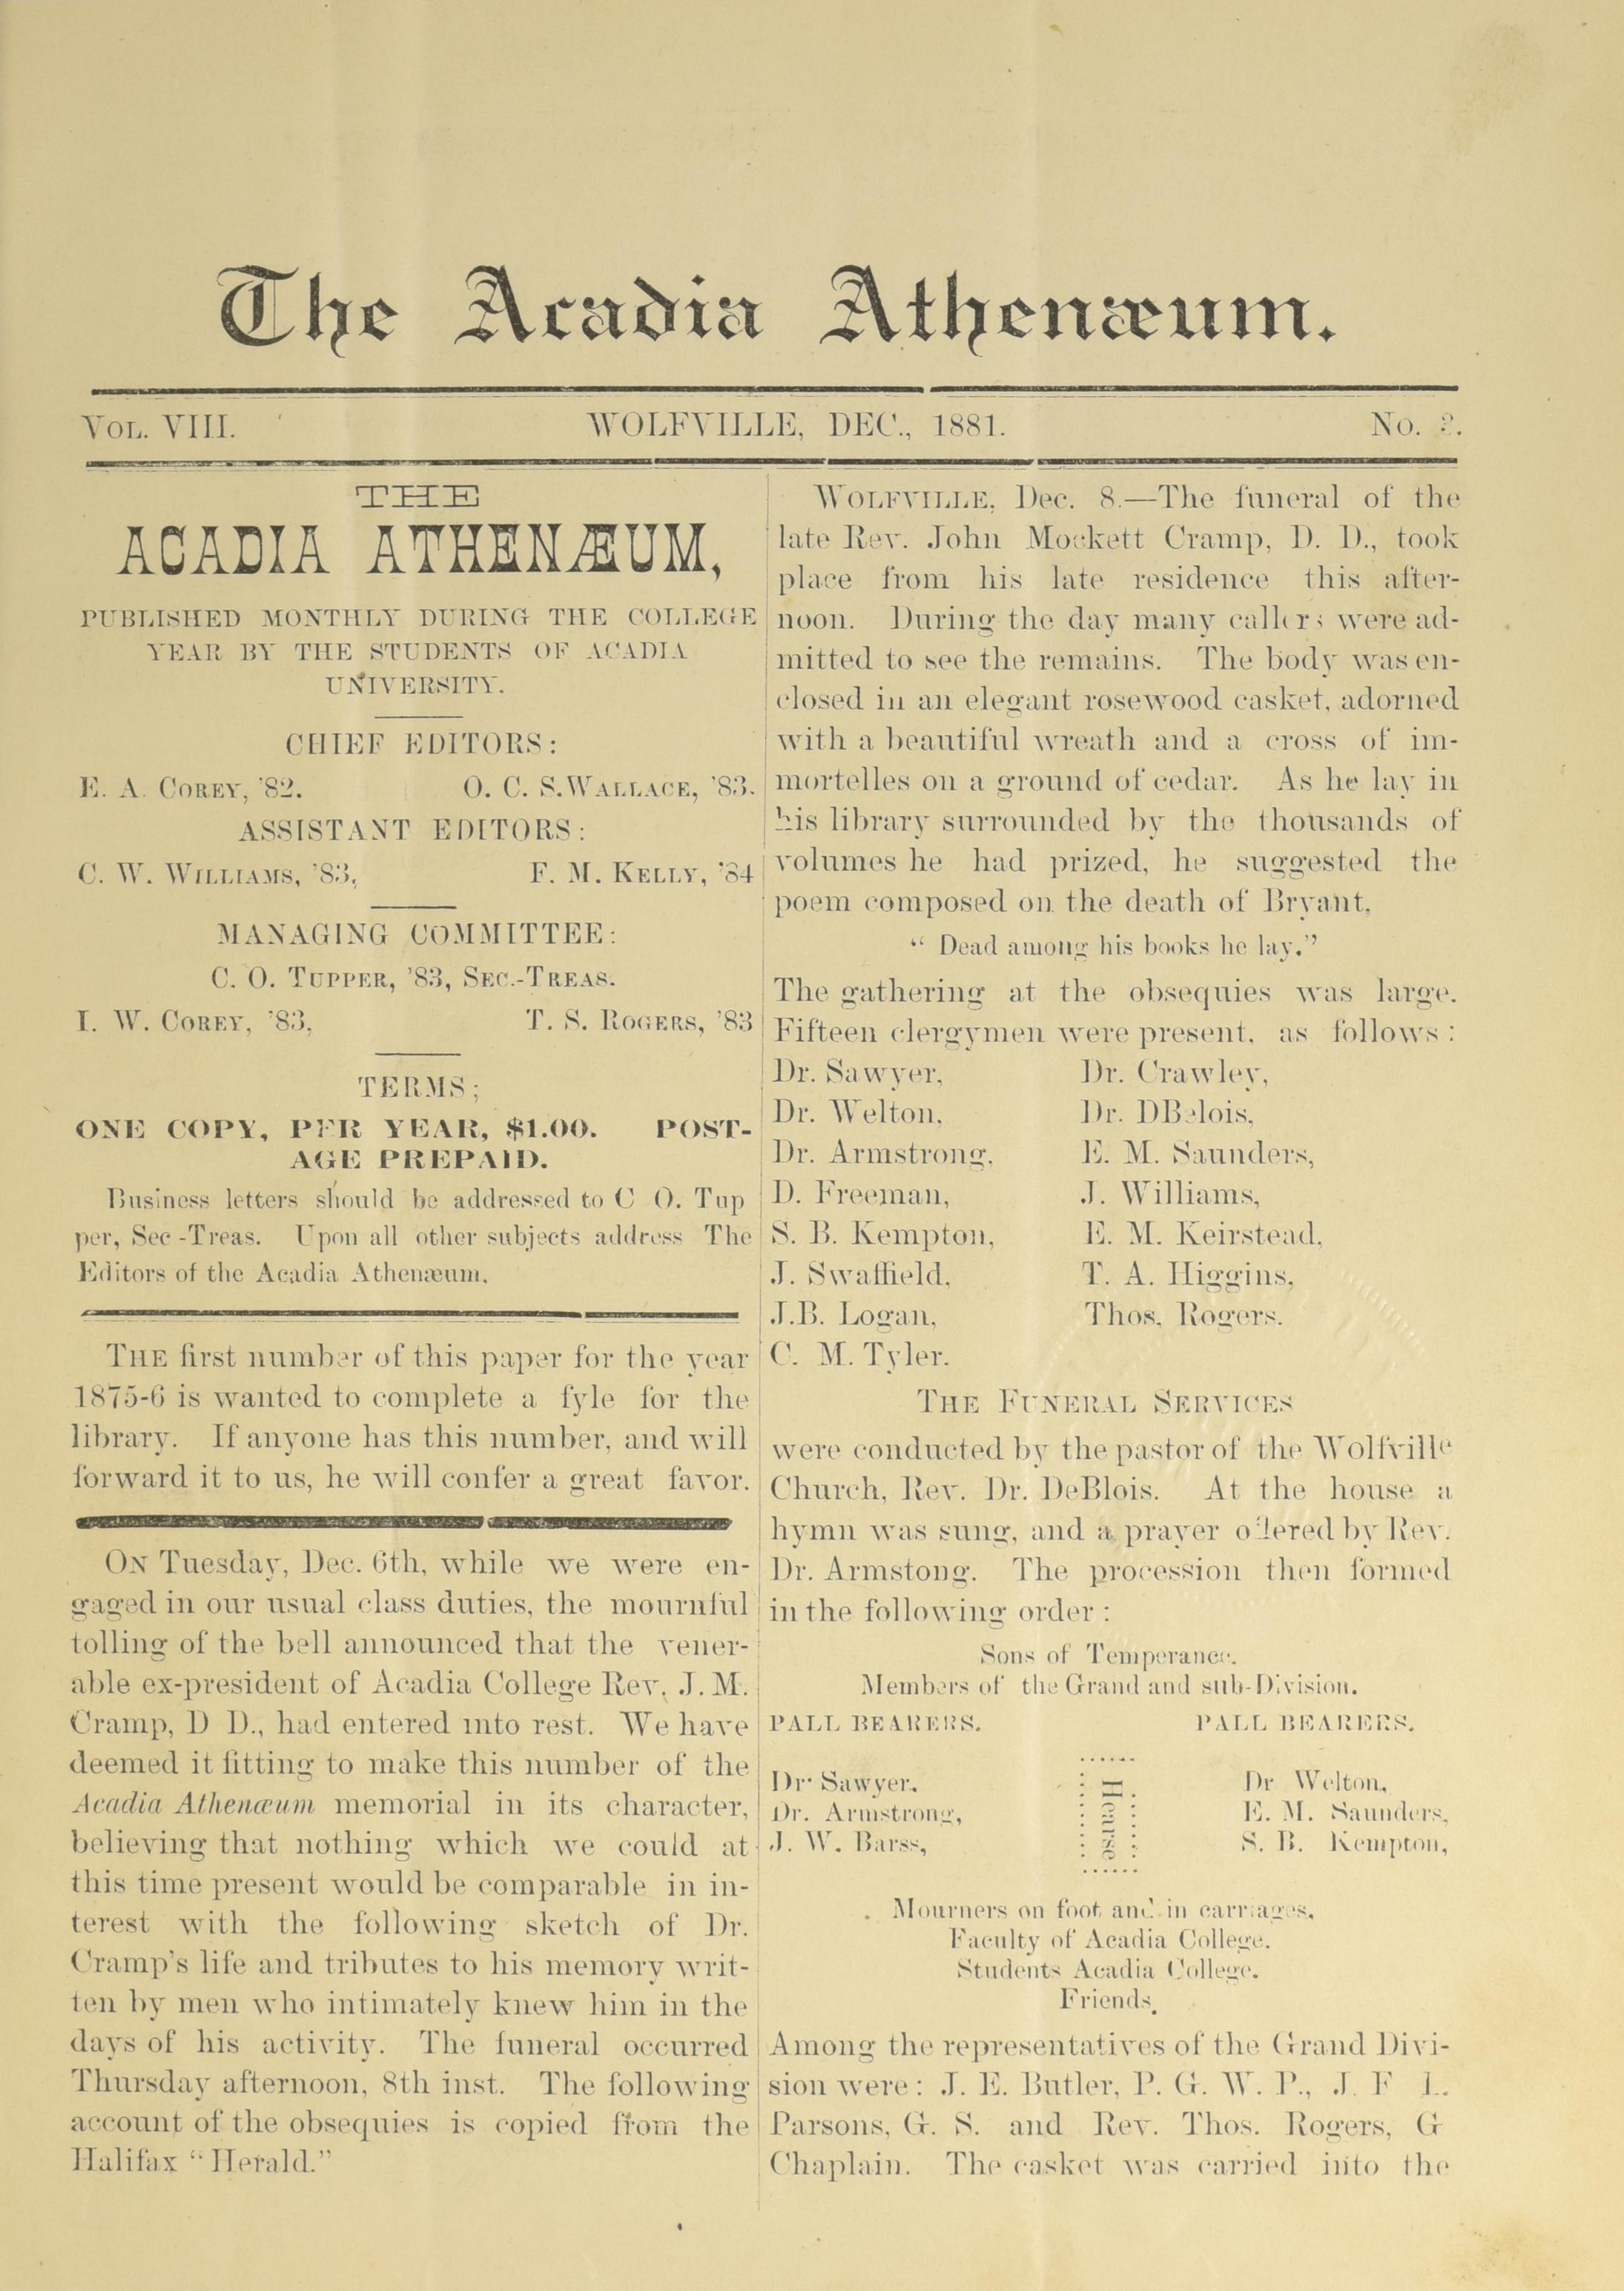 The Acadia Athenæum.
VOL. VIII. WOLFVILLE, DEC., 1881. No. 2.
THE
ACADIA ATHENÆUM,
PUBLISHED MONTHLY DURING THE COLLEGE
YEAR BY THE STUDENTS OF ACADIA
UNIVERSITY.
CHIEF EDITORS:
E. A. COREY, '82. O. C. S. WALLACE, '83.
ASSISTANT EDITORS:
C. W. WILLIAMS, '83, F. M. KELLY, '84
MANAGING COMMITTEE:
C. O. TUPPER, '83, SEC.-TREAS.
I. W. COREY, '83, T. S. ROGERS, '83
TERMS;
ONE COPY, PER YEAR, $1.00. POST-
AGE PREPAID.
Business letters should be addressed to C O. Tup
per, Sec-Treas. Upon all other subjects address The
Editors of the Acadia Athenæum.
THE first number of this paper for the year
1875-6 is wanted to complete a fyle for the
library. If anyone has this number, and will
forward it to us, he will confer a great favor.
ON Tuesday, Dec. 6th, while we were en-
gaged in our usual class duties, the mournful
tolling of the bell announced that the vener-
able ex-president of Acadia College Rev. J. M.
Cramp, D D., had entered into rest. We have
deemed it fitting to make this number of the
Acadia Athenæum memorial in its character,
believing that nothing which we could at
this time present would be comparable in in-
terest with the following sketch of Dr.
Cramp's life and tributes to his memory writ-
ten by men who intimately knew him in the
days of his activity. The funeral occurred
Thursday afternoon, 8th inst. The following
account of the obsequies is copied from the
Halifax "Herald."
WOLFVILLE, Dec. 8.—The funeral of the
late Rev. John Mockett Cramp, D. D., took
place from his late residence this after-
noon. During the day many callers were ad-
mitted to see the remains. The body was en-
closed in an elegant rosewood casket, adorned
with a beautiful wreath and a cross of im-
mortelles on a ground of cedar. As he lay in
his library surrounded by the thousands of
volumes he had prized, he suggested the
poem composed on the death of Bryant,
"Dead among his books he lay."
The gathering at the obsequies was large.
Fifteen clergymen were present, as follows:
Dr. Sawyer, Dr. Crawley,
Dr. Welton, Dr. DBelois,
Dr. Armstrong, E. M. Saunders,
D. Freeman, J. Williams,
S. B. Kempton, E. M. Keirstead,
J. Swaffield, T. A. Higgins,
J.B. Logan, Thos. Rogers.
C. M. Tyler.
THE FUNERAL SERVICES
were conducted by the pastor of the Wolfville
Church, Rev. Dr. DeBlois. At the house a
hymn was sung, and a prayer offered by Rev.
Dr. Armstong. The procession then formed
in the following order:
Sons of Temperance.
Members of the Grand and sub-Division.
PALL BEARERS. PALL BEARERS.
Dr. Sawyer, Dr Welton,
Dr. Armstrong, E. M. Saunders,
J. W. Barss, S. B. Kempton,
Hearse
Mourners on foot and in carriages.
Faculty of Acadia College.
Students Acadia College.
Friends.
Among the representatives of the Grand Divi-
sion were: J. E. Butler, P. G. W. P., J. F L.
Parsons, G. S. and Rev. Thos. Rogers, G
Chaplain. The casket was carried into the